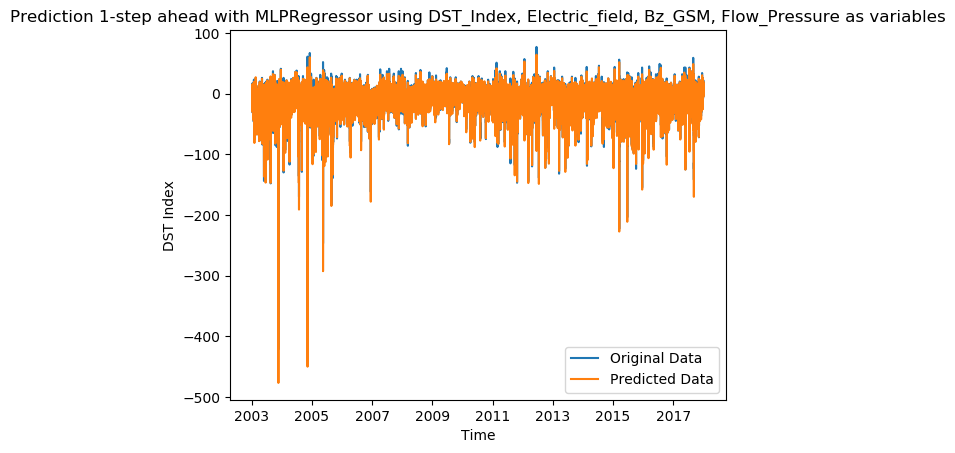 Prediction 1-step ahead with MLPRegressor using DST_Index, Electric_field, Bz_GSM, Flow_Pressure as variables
100
0
−100
−200
−300
−400
−500
DST Index
2003 2005 2007 2009 2011 2013 2015 2017
Time
Original Data
Predicted Data